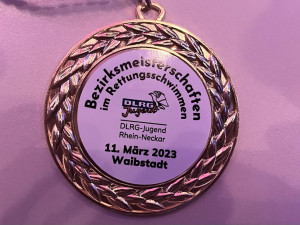 Bezirksmeisterschaften
im Rettungsschwimmen
DLRG
Jugend
DLRG-Jugend
Rhein-Neckar
11. März 2023
Waibstadt